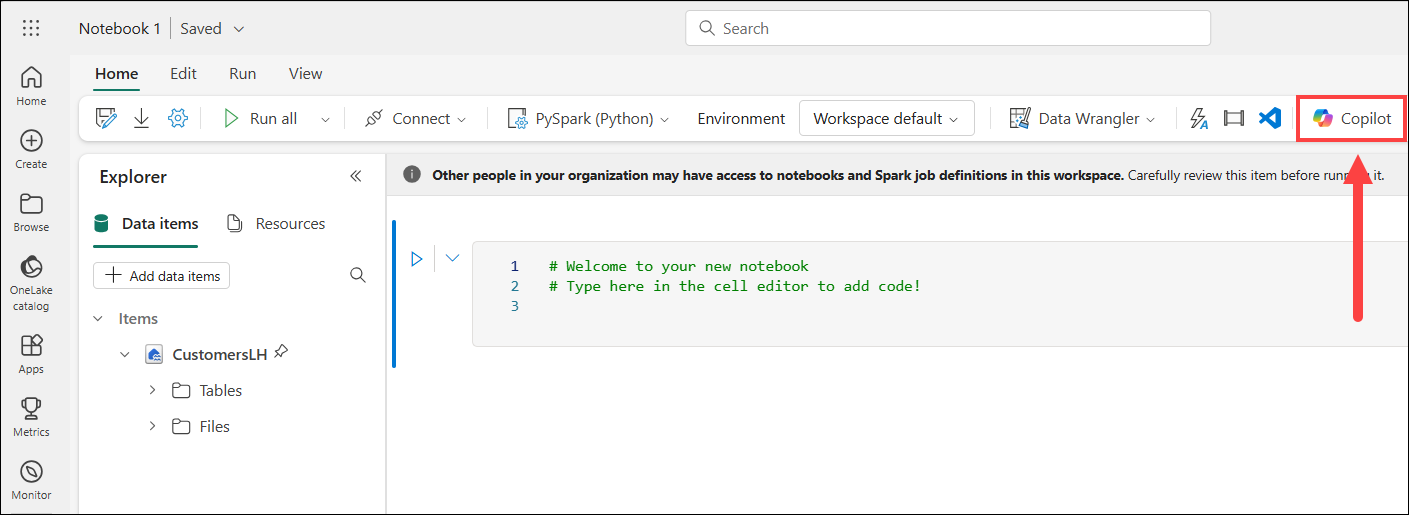 Notebook 1 | Saved
Search
Home Edit Run View
Run all Connect PySpark (Python) Environment Workspace default Data Wrangler Copilot
Home
Create
Browse
OneLake
catalog
Apps
Metrics
Monitor
Explorer
Data items Resources
Add data items
Items
CustomersLH
Tables
Files
Other people in your organization may have access to notebooks and Spark job definitions in this workspace. Carefully review this item before it.
1 # Welcome to your new notebook
2 # Type here in the cell editor to add code!
3